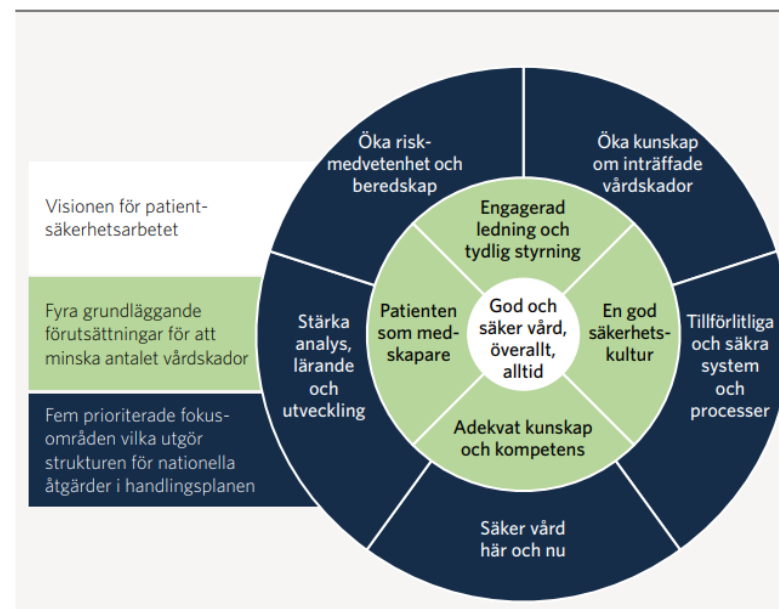 Visionen för patient-
säkerhetsarbetet
Fyra grundläggande
förutsättningar för att
minska antalet vårdskador
Fem prioriterade fokus-
områden vilka utgör
strukturen för nationella
åtgärder i handlingsplanen
Öka risk-
medvetenhet och
beredskap
Öka kunskap
om inträffade
vårdskador
Tillförlitliga
och säkra
system
och
processer
Säker vård
här och nu
Stärka
analys,
lärande
och
utveckling
Engagerad
ledning och
tydlig styrning
En god
säkerhets-
kultur
Adekvat kunskap
och kompetens
Patienten
som med-
skapare
God och
säker vård,
överallt,
alltid